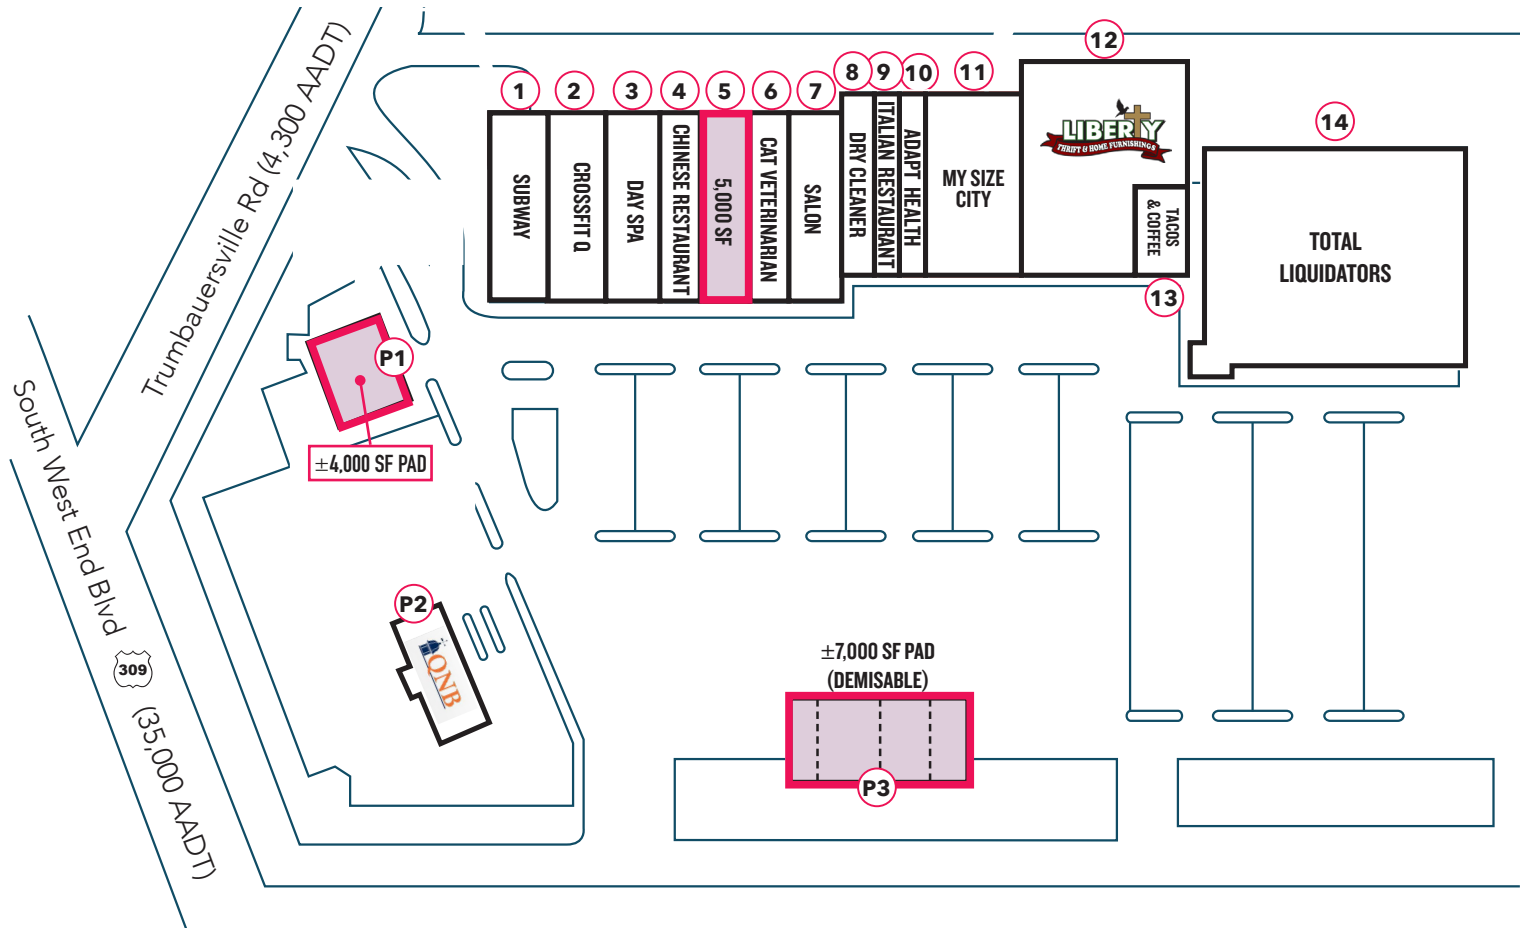 Trumbauersville Rd (4,300 AADT)
South West End Blvd
309
(35,000 AADT)
1
2
3
4
5
6
7
8
9
10
11
12
13
14
SUBWAY
CROSSFIT Q
DAY SPA
CHINESE RESTAURANT
5,000 SF
CAT VETERINARIAN
SALON
DRY CLEANER
ITALIAN RESTAURANT
ADAPT HEALTH
MY SIZE
CITY
LIBERTY
THRIFT & HOME FURNISHINGS
TACOS
& COFFEE
TOTAL
LIQUIDATORS
P1
±4,000 SF PAD
P2
QNB
±7,000 SF PAD
(DEMISABLE)
P3